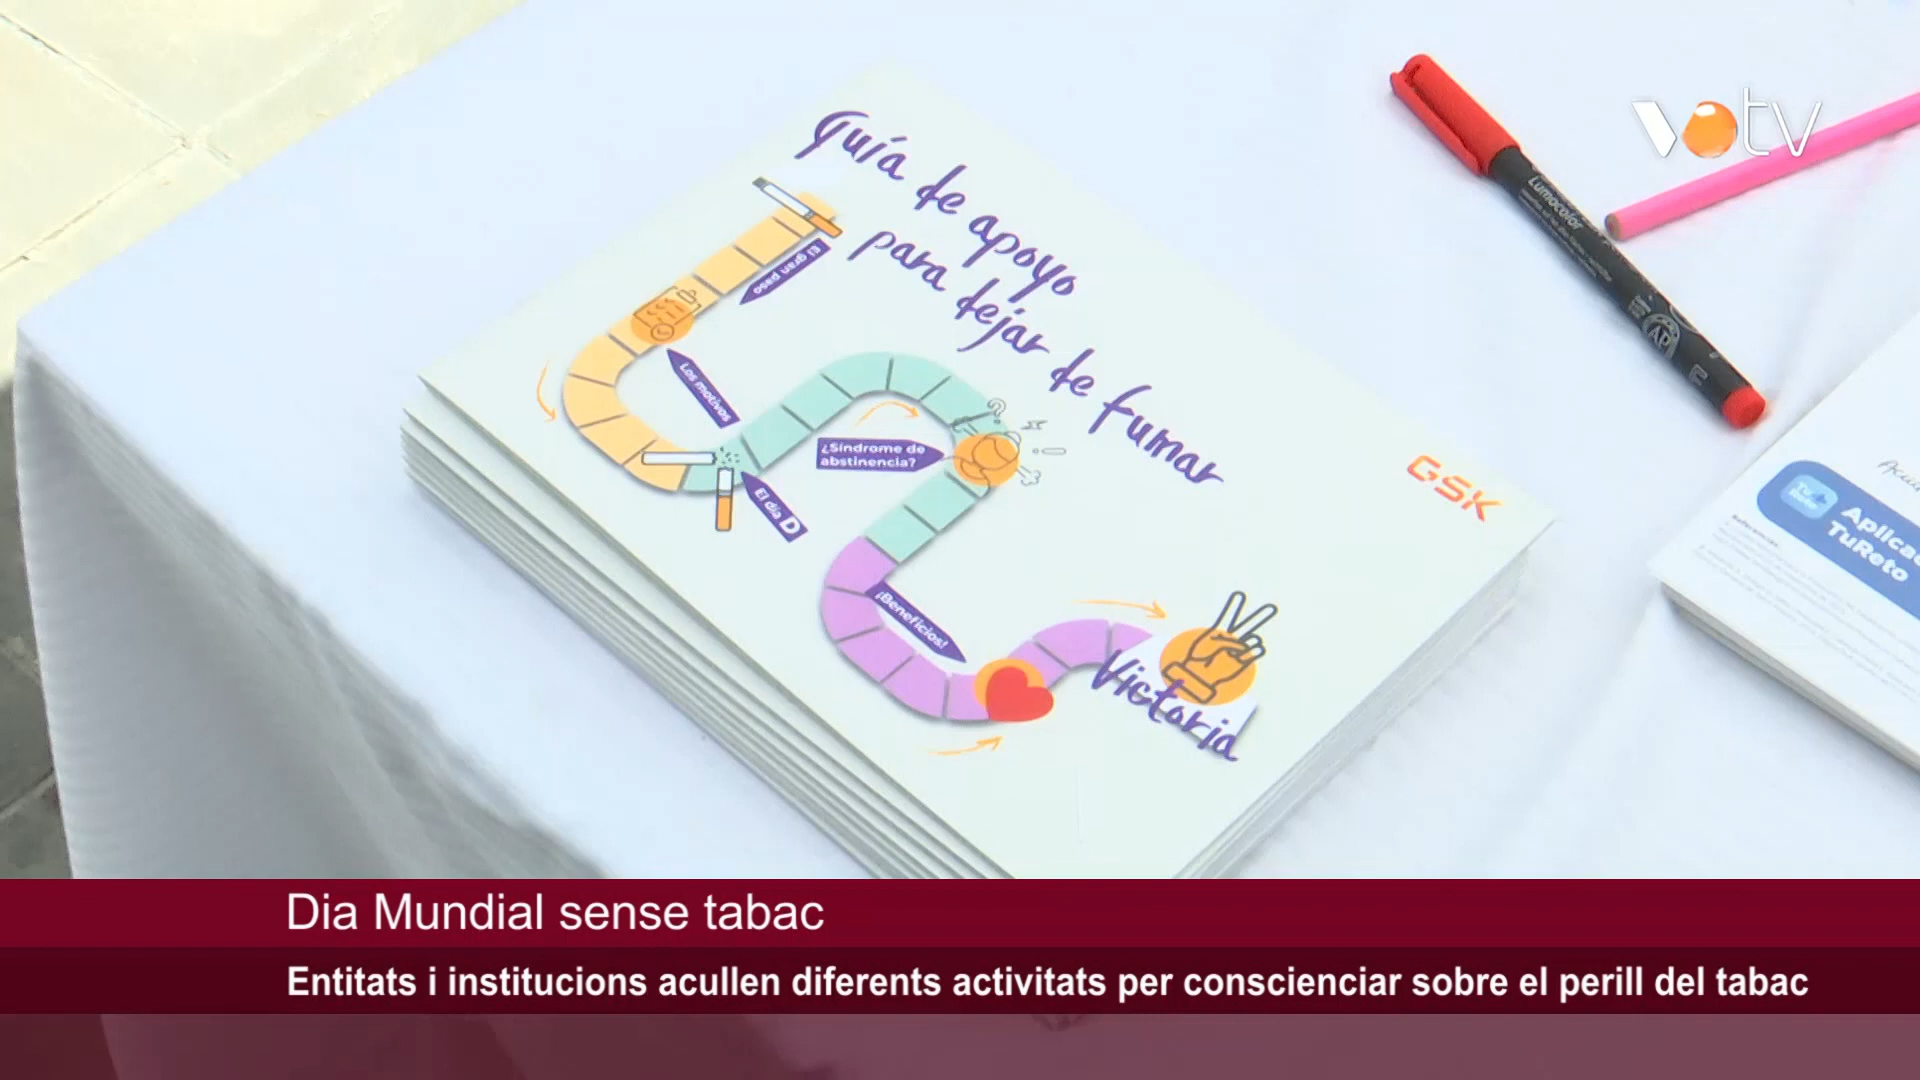 votv
Guía de apoyo
para dejar de fumar
El gran paso
Los motivos
¿Síndrome de
abstinencia?
El día D
¡Beneficios!
Victoria
GSK
Lumocolor
AP
TuReto
Dia Mundial sense tabac
Entitats i institucions acullen diferents activitats per conscienciar sobre el perill del tabac